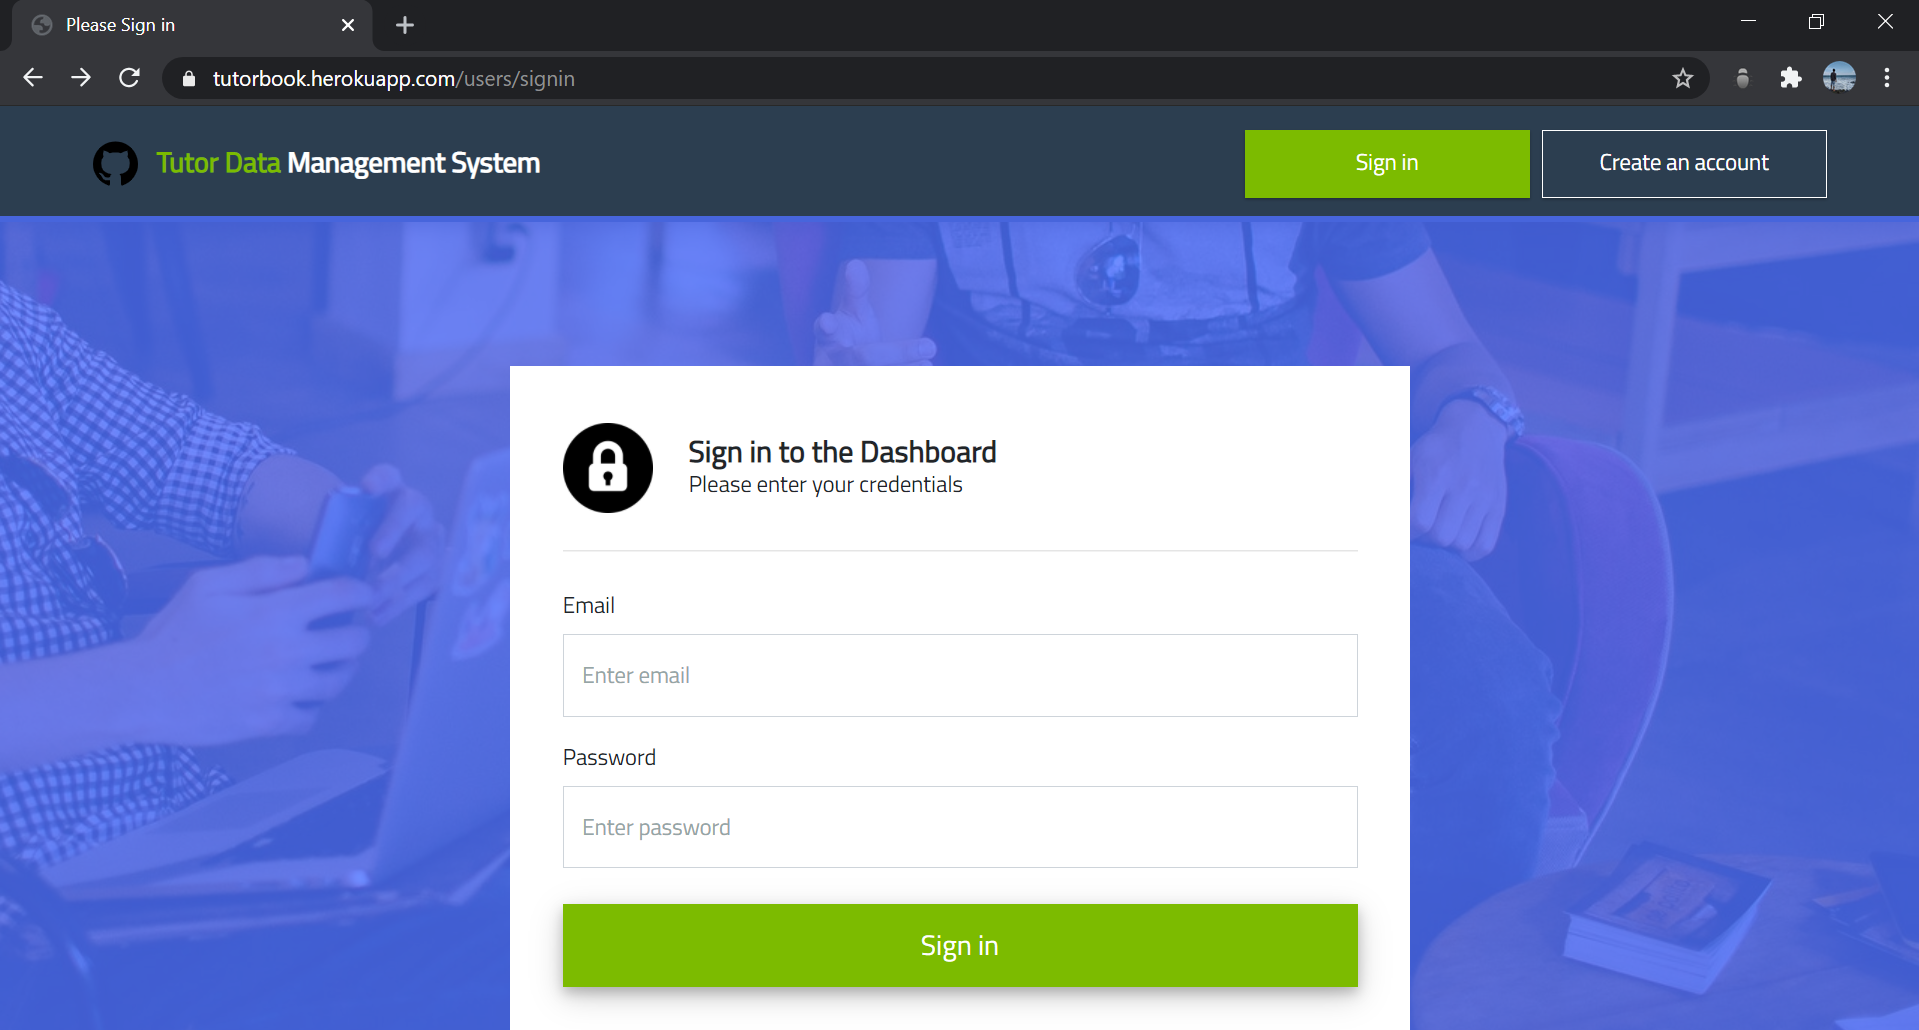 Please Sign in
tutorbook.herokuapp.com/users/signin
Tutor Data Management System
Sign in
Create an account
Sign in to the Dashboard
Please enter your credentials
Email
Enter email
Password
Enter password
Sign in